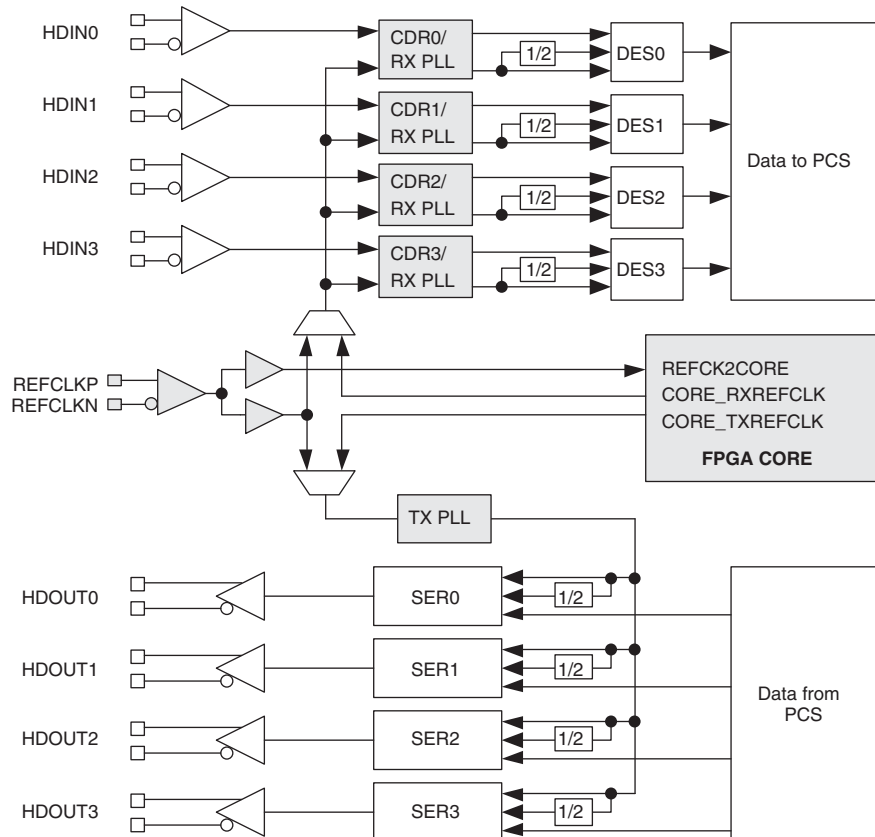 HDIN0
CDR0/
RX PLL
1/2
DES0
HDIN1
CDR1/
RX PLL
1/2
DES1
Data to PCS
HDIN2
CDR2/
RX PLL
1/2
DES2
HDIN3
CDR3/
RX PLL
1/2
DES3
REFCLKP
REFCLKN
REFCK2CORE
CORE_RXREFCLK
CORE_TXREFCLK
FPGA CORE
TX PLL
HDOUT0
SER0
1/2
HDOUT1
SER1
1/2
Data from
PCS
HDOUT2
SER2
1/2
HDOUT3
SER3
1/2